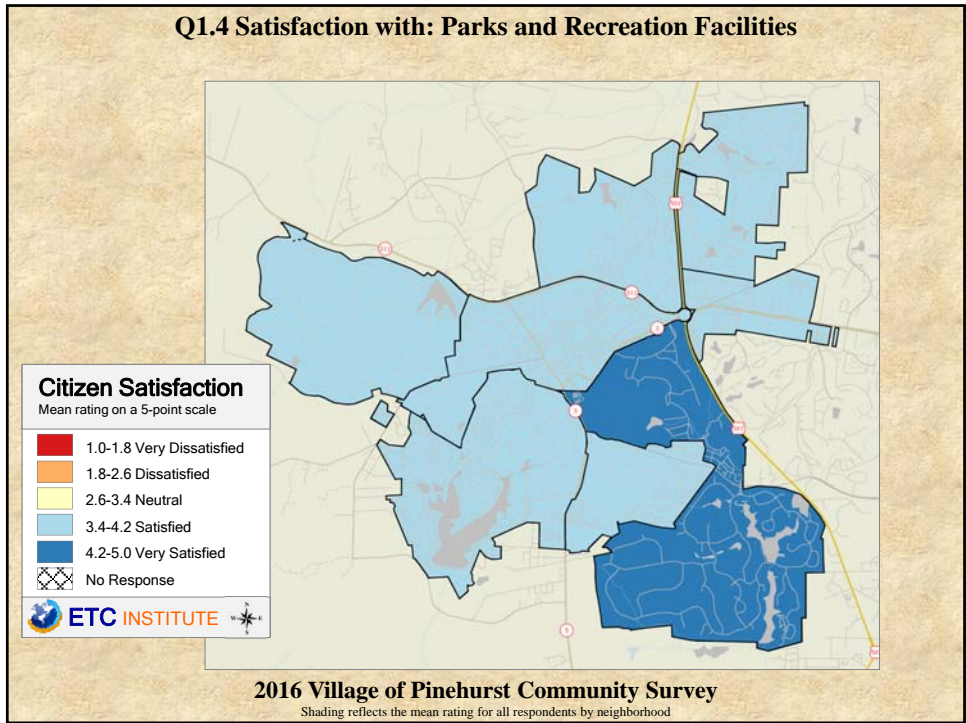 Q1.4 Satisfaction with: Parks and Recreation Facilities
211
5
Citizen Satisfaction
Mean rating on a 5-point scale
1.0-1.8 Very Dissatisfied
1.8-2.6 Dissatisfied
2.6-3.4 Neutral
3.4-4.2 Satisfied
4.2-5.0 Very Satisfied
No Response
ETC INSTITUTE
N
W
E
S
5
2016 Village of Pinehurst Community Survey
Shading reflects the mean rating for all respondents by neighborhood